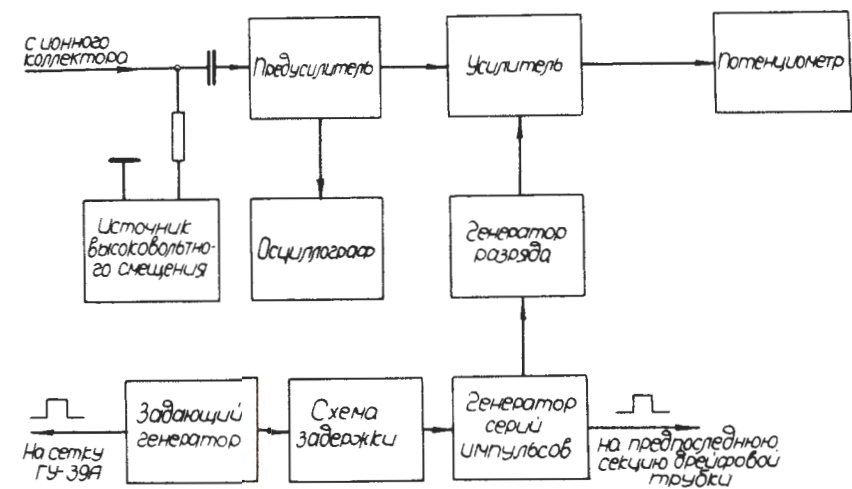 с ионного
коллектора
Предусилитель
Усилитель
Потенциометр
Источник
высоковольтно-
го смещения
Осциллограф
Генератор
разряда
Задающий
генератор
Схема
задержки
Генератор
серий
импульсов
На сетку
ГУ-39А
на предпоследнюю
секцию дрейфовой
трубки